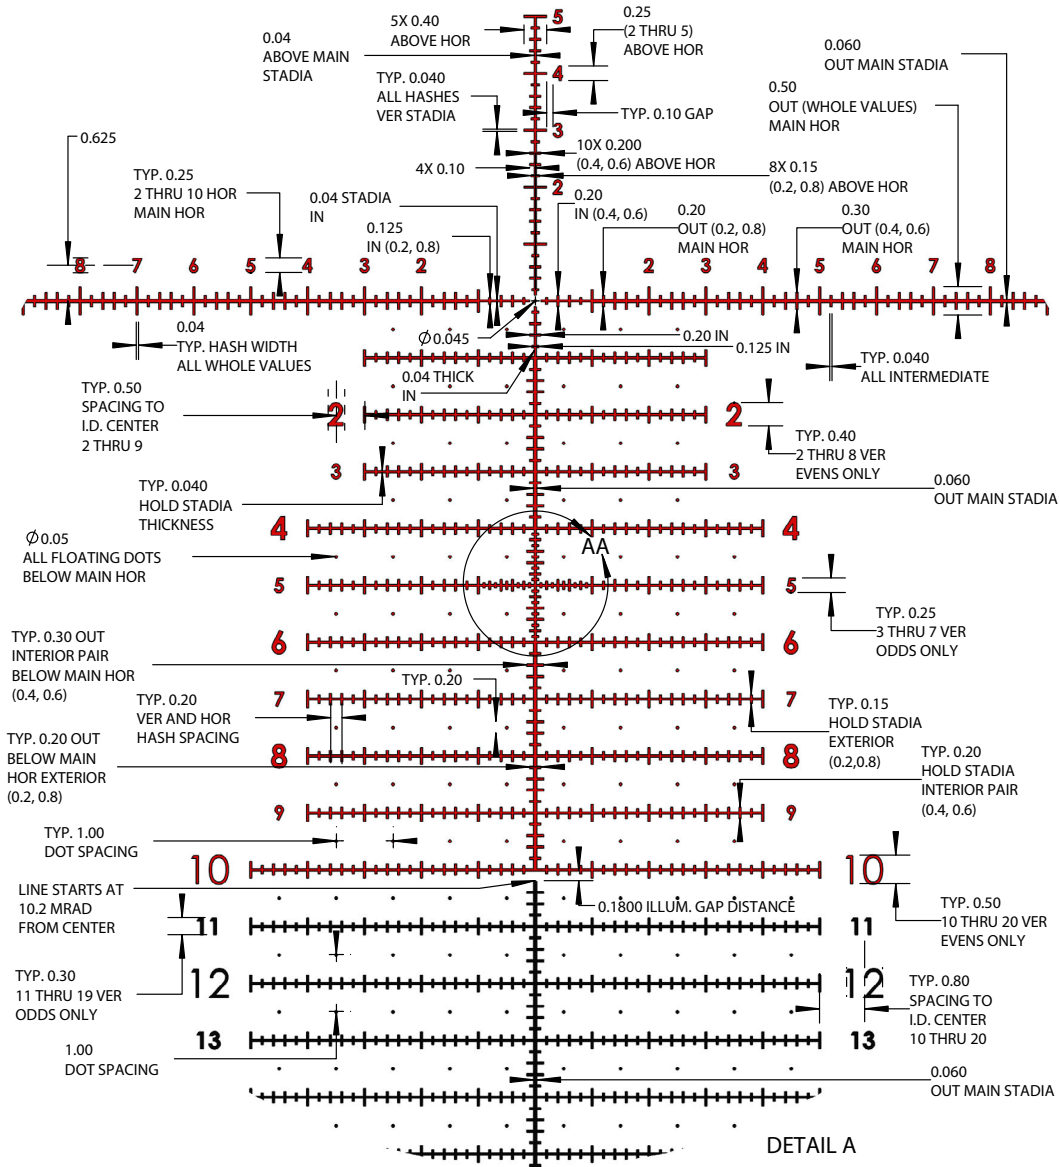 5X 0.40
ABOVE HOR
5
0.25
(2 THRU 5)
ABOVE HOR
0.04
ABOVE MAIN
STADIA
4
0.060
OUT MAIN STADIA
TYP. 0.040
ALL HASHES
VER STADIA
0.50
OUT (WHOLE VALUES)
MAIN HOR
TYP. 0.10 GAP
3
0.625
10X 0.200
(0.4, 0.6) ABOVE HOR
4X 0.10
8X 0.15
(0.2, 0.8) ABOVE HOR
TYP. 0.25
2 THRU 10 HOR
MAIN HOR
2
0.04 STADIA
IN
0.20
IN (0.4, 0.6)
0.125
IN (0.2, 0.8)
0.20
OUT (0.2, 0.8)
MAIN HOR
0.30
OUT (0.4, 0.6)
MAIN HOR
8 7 6 5 4 3 2 2 3 4 5 6 7 8
0.04
TYP. HASH WIDTH
ALL WHOLE VALUES
Ø 0.045
0.20 IN
0.125 IN
TYP. 0.040
ALL INTERMEDIATE
0.04 THICK
IN
TYP. 0.50
SPACING TO
I.D. CENTER
2 THRU 9
2 2
TYP. 0.40
2 THRU 8 VER
EVENS ONLY
3 3
TYP. 0.040
HOLD STADIA
THICKNESS
0.060
OUT MAIN STADIA
4 4
Ø 0.05
ALL FLOATING DOTS
BELOW MAIN HOR
AA
5 5
TYP. 0.25
3 THRU 7 VER
ODDS ONLY
TYP. 0.30 OUT
INTERIOR PAIR
BELOW MAIN HOR
(0.4, 0.6)
6 6
TYP. 0.20
TYP. 0.20
VER AND HOR
HASH SPACING
7 7
TYP. 0.15
HOLD STADIA
EXTERIOR
(0.2,0.8)
TYP. 0.20 OUT
BELOW MAIN
HOR EXTERIOR
(0.2, 0.8)
8 8
TYP. 0.20
HOLD STADIA
INTERIOR PAIR
(0.4, 0.6)
9 9
TYP. 1.00
DOT SPACING
10 10
LINE STARTS AT
10.2 MRAD
FROM CENTER
0.1800 ILLUM. GAP DISTANCE
TYP. 0.50
10 THRU 20 VER
EVENS ONLY
11 11
TYP. 0.30
11 THRU 19 VER
ODDS ONLY
12 12
TYP. 0.80
SPACING TO
I.D. CENTER
10 THRU 20
13 13
1.00
DOT SPACING
0.060
OUT MAIN STADIA
DETAIL A